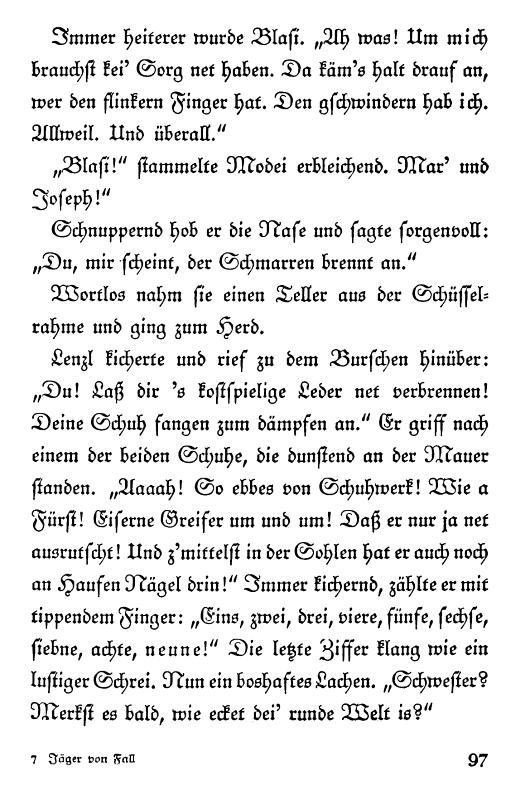 Immer heiterer wurde Blasi. „Ah was! Um mich
brauchst kei' Sorg net haben. Da käm's halt drauf an,
wer den flinkern Finger hat. Den gschwindern hab ich.
Allweil. Und überall.“
„Blasi!“ stammelte Modei erbleichend. Mar' und
Joseph!“
Schnuppernd hob er die Nase und sagte sorgenvoll:
„Du, mir scheint, der Schmarren brennt an.“
Wortlos nahm sie einen Teller aus der Schüssel-
rahme und ging zum Herd.
Lenzl kicherte und rief zu dem Burschen hinüber:
„Du! Laß dir 's kostspielige Leder net verbrennen!
Deine Schuh fangen zum dämpfen an.“ Er griff nach
einem der beiden Schuhe, die dunstend an der Mauer
standen. „Aaaah! So ebbes von Schuhwerk! Wie a
Fürst! Eiserne Greifer um und um! Daß er nur ja net
ausrutscht! Und z'mittelst in der Sohlen hat er auch noch
an Haufen Nägel drin!“ Immer kichernd, zählte er mit
tippendem Finger: „Eins, zwei, drei, viere, fünfe, sechse,
siebne, achte, neune!“ Die letzte Ziffer klang wie ein
lustiger Schrei. Nun ein boshaftes Lachen. „Schwester?
Merkst es bald, wie ecket dei' runde Welt is?“
7 Jäger von Fall 97